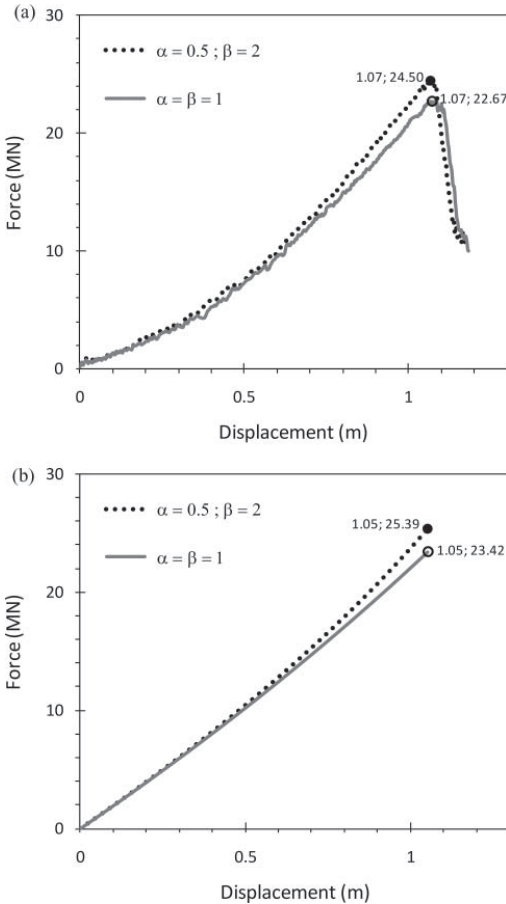 (a)
30
20
10
0
Force (MN)
α = 0.5 ; β = 2
α = β = 1
1.07; 24.50
1.07; 22.67
0
0.5
1
Displacement (m)
(b)
30
20
10
0
Force (MN)
α = 0.5 ; β = 2
α = β = 1
1.05; 25.39
1.05; 23.42
0
0.5
1
Displacement (m)